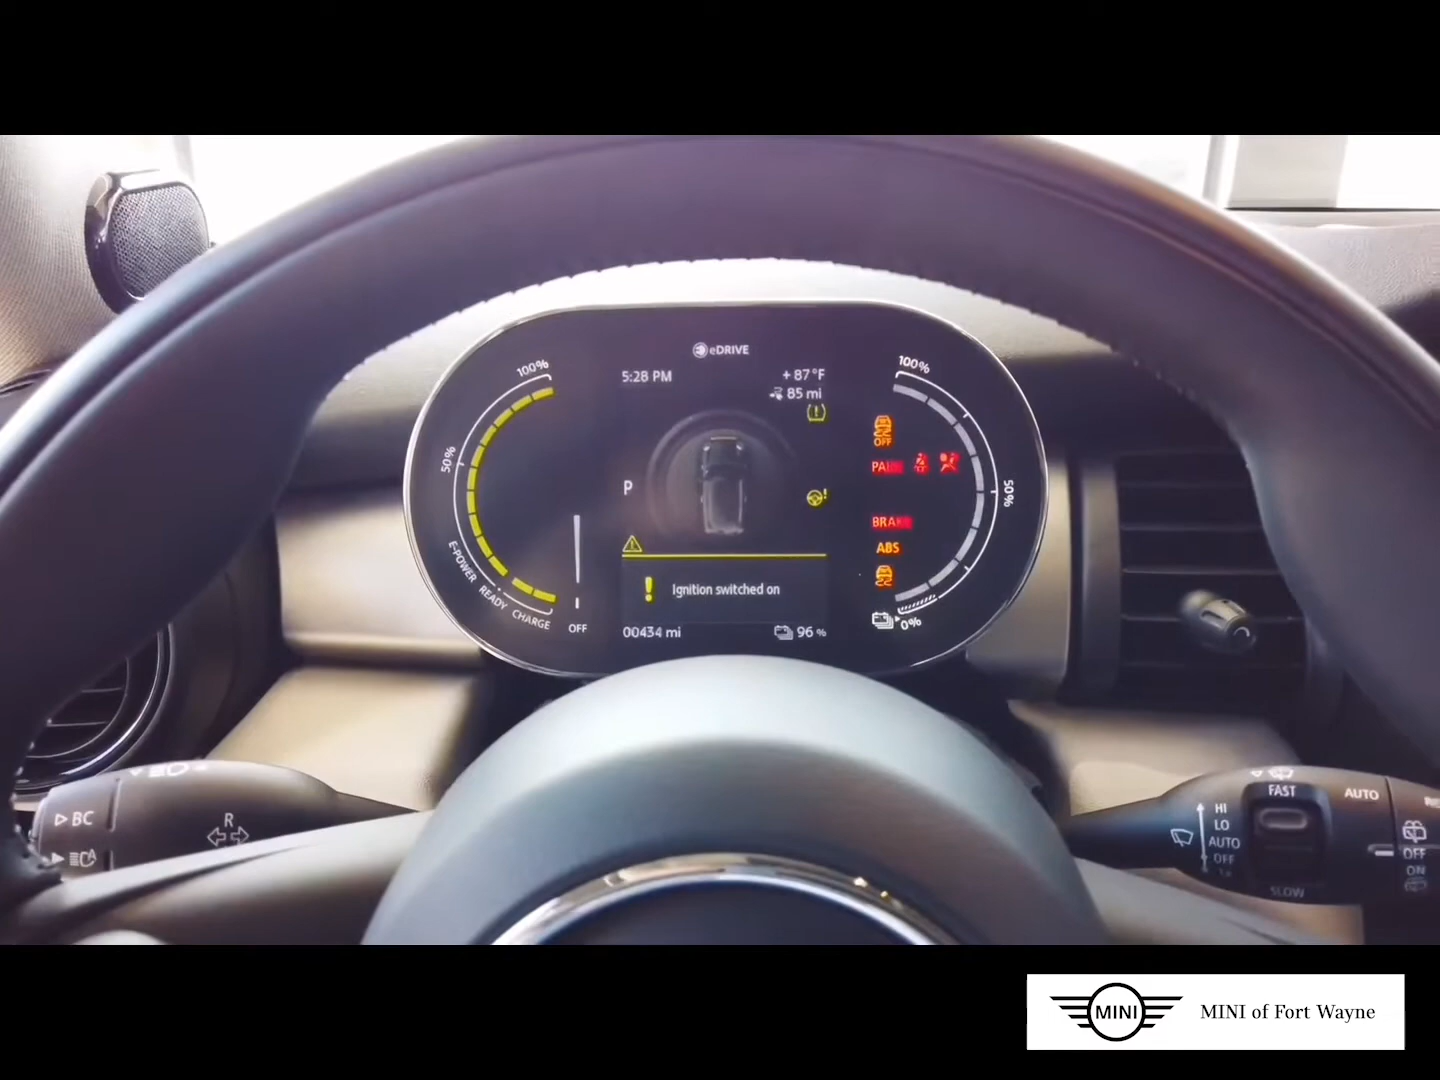 eDRIVE
5:28 PM
+ 87°F
85 mi
100%
50%
E-POWER
READY
CHARGE
P
OFF
Ignition switched on
00434 mi
96 %
100%
50%
0%
OFF
PARK
BRAKE
ABS
BC
R
FAST
HI
LO
AUTO
OFF
1x
SLOW
AUTO
OFF
ON
MINI
MINI of Fort Wayne